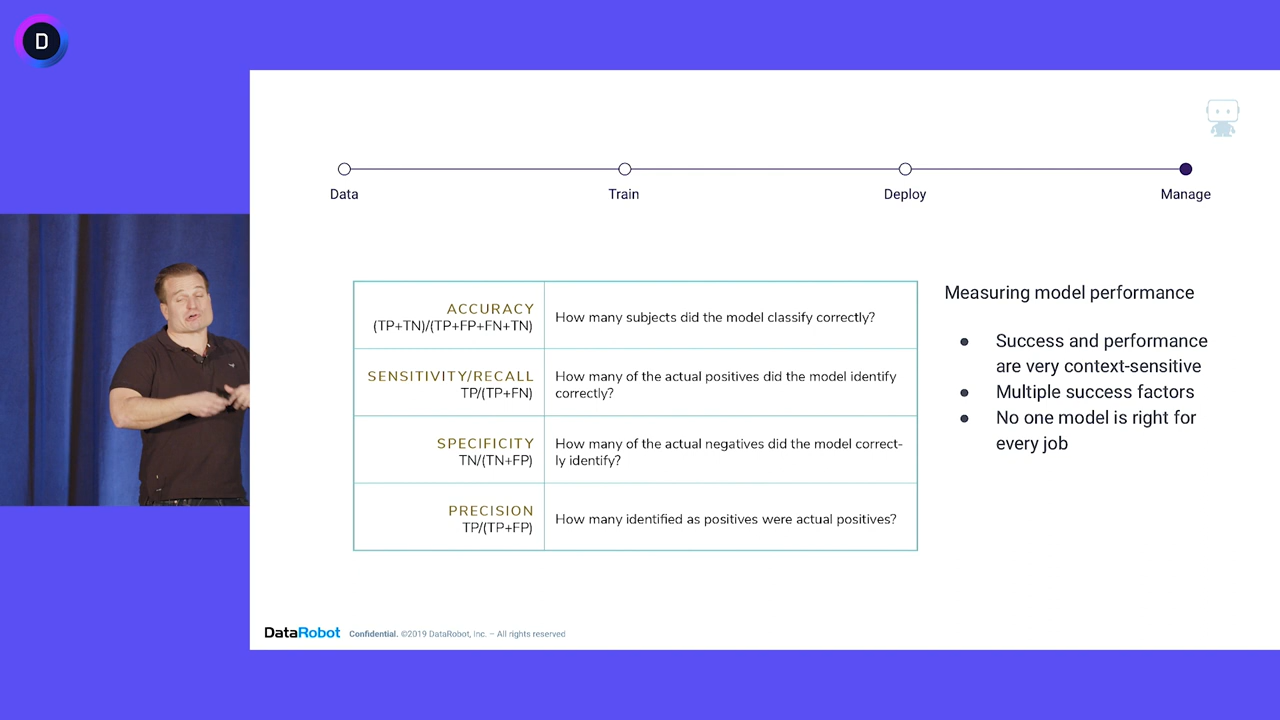 D
Data
Train
Deploy
Manage
ACCURACY
(TP+TN)/(TP+FP+FN+TN)
How many subjects did the model classify correctly?
SENSITIVITY/RECALL
TP/(TP+FN)
How many of the actual positives did the model identify
correctly?
SPECIFICITY
TN/(TN+FP)
How many of the actual negatives did the model correct-
ly identify?
PRECISION
TP/(TP+FP)
How many identified as positives were actual positives?
Measuring model performance
● Success and performance
are very context-sensitive
● Multiple success factors
● No one model is right for
every job
DataRobot Confidential. ©2019 DataRobot, Inc. – All rights reserved